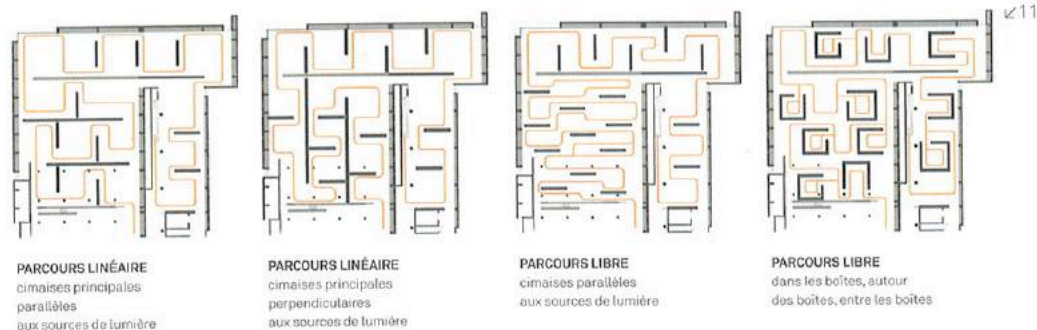 ↙11
PARCOURS LINÉAIRE
cimaises principales
parallèles
aux sources de lumière
PARCOURS LINÉAIRE
cimaises principales
perpendiculaires
aux sources de lumière
PARCOURS LIBRE
cimaises parallèles
aux sources de lumière
PARCOURS LIBRE
dans les boîtes, autour
des boîtes, entre les boîtes